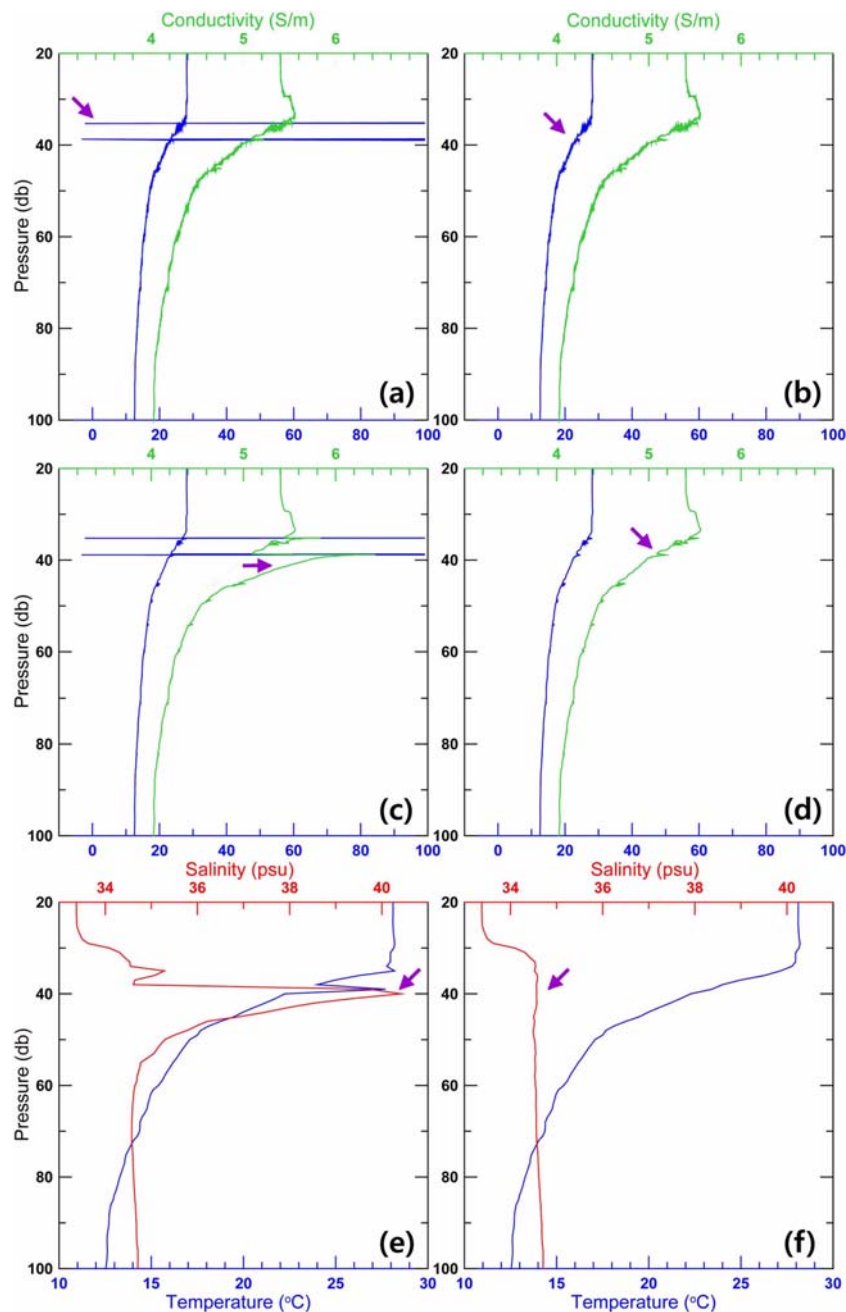 Conductivity (S/m)
4 5 6
Conductivity (S/m)
4 5 6
20
40
60
80
100
Pressure (db)
(a)
0 20 40 60 80 100
20
40
60
80
100
(b)
0 20 40 60 80 100
4 5 6
4 5 6
20
40
60
80
100
Pressure (db)
(c)
0 20 40 60 80 100
20
40
60
80
100
(d)
0 20 40 60 80 100
Salinity (psu)
34 36 38 40
Salinity (psu)
34 36 38 40
20
40
60
80
100
Pressure (db)
(e)
10 15 20 25 30
Temperature (°C)
20
40
60
80
100
(f)
10 15 20 25 30
Temperature (°C)